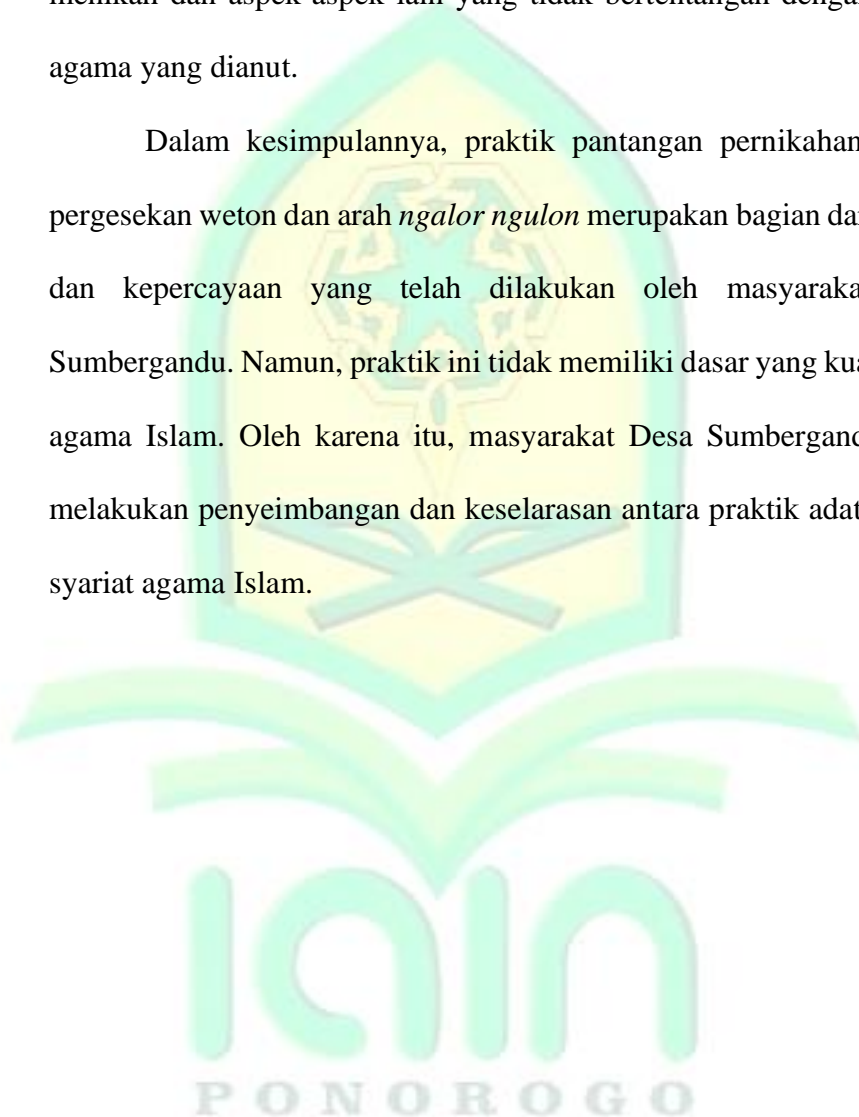 menikah dan aspek-aspek lain yang tidak bertentangan dengan
agama yang dianut.
Dalam kesimpulannya, praktik pantangan pernikahan
pergesekan weton dan arah ngalor ngulon merupakan bagian
dan kepercayaan yang telah dilakukan oleh
Sumbergandu. Namun, praktik ini tidak memiliki dasar yang
agama Islam. Oleh karena itu, masyarakat Desa
melakukan penyeimbangan dan keselarasan antara praktik adat
syariat agama Islam.
iain
PONOROGO